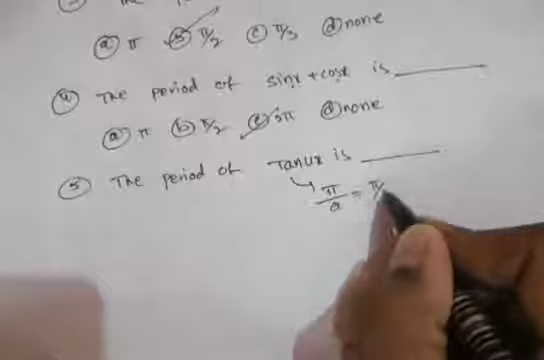 ⓐ π ⓑ π/2 ⓒ π/3 ⓓ none
④ The period of sinx + cosx is ______
ⓐ π ⓑ π/2 ⓒ 2π ⓓ none
⑤ The period of Tan4x is ______
π/a = π/